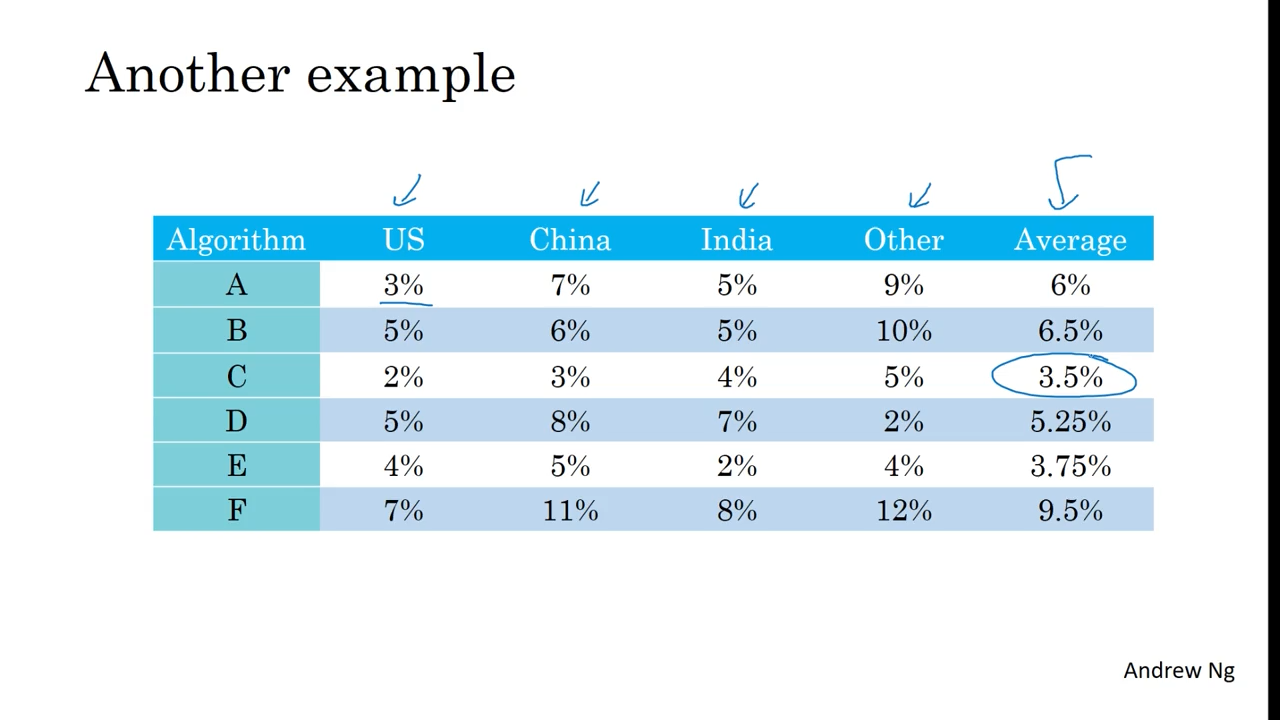 Another example
Algorithm US China India Other Average
A 3% 7% 5% 9% 6%
B 5% 6% 5% 10% 6.5%
C 2% 3% 4% 5% 3.5%
D 5% 8% 7% 2% 5.25%
E 4% 5% 2% 4% 3.75%
F 7% 11% 8% 12% 9.5%
Andrew Ng